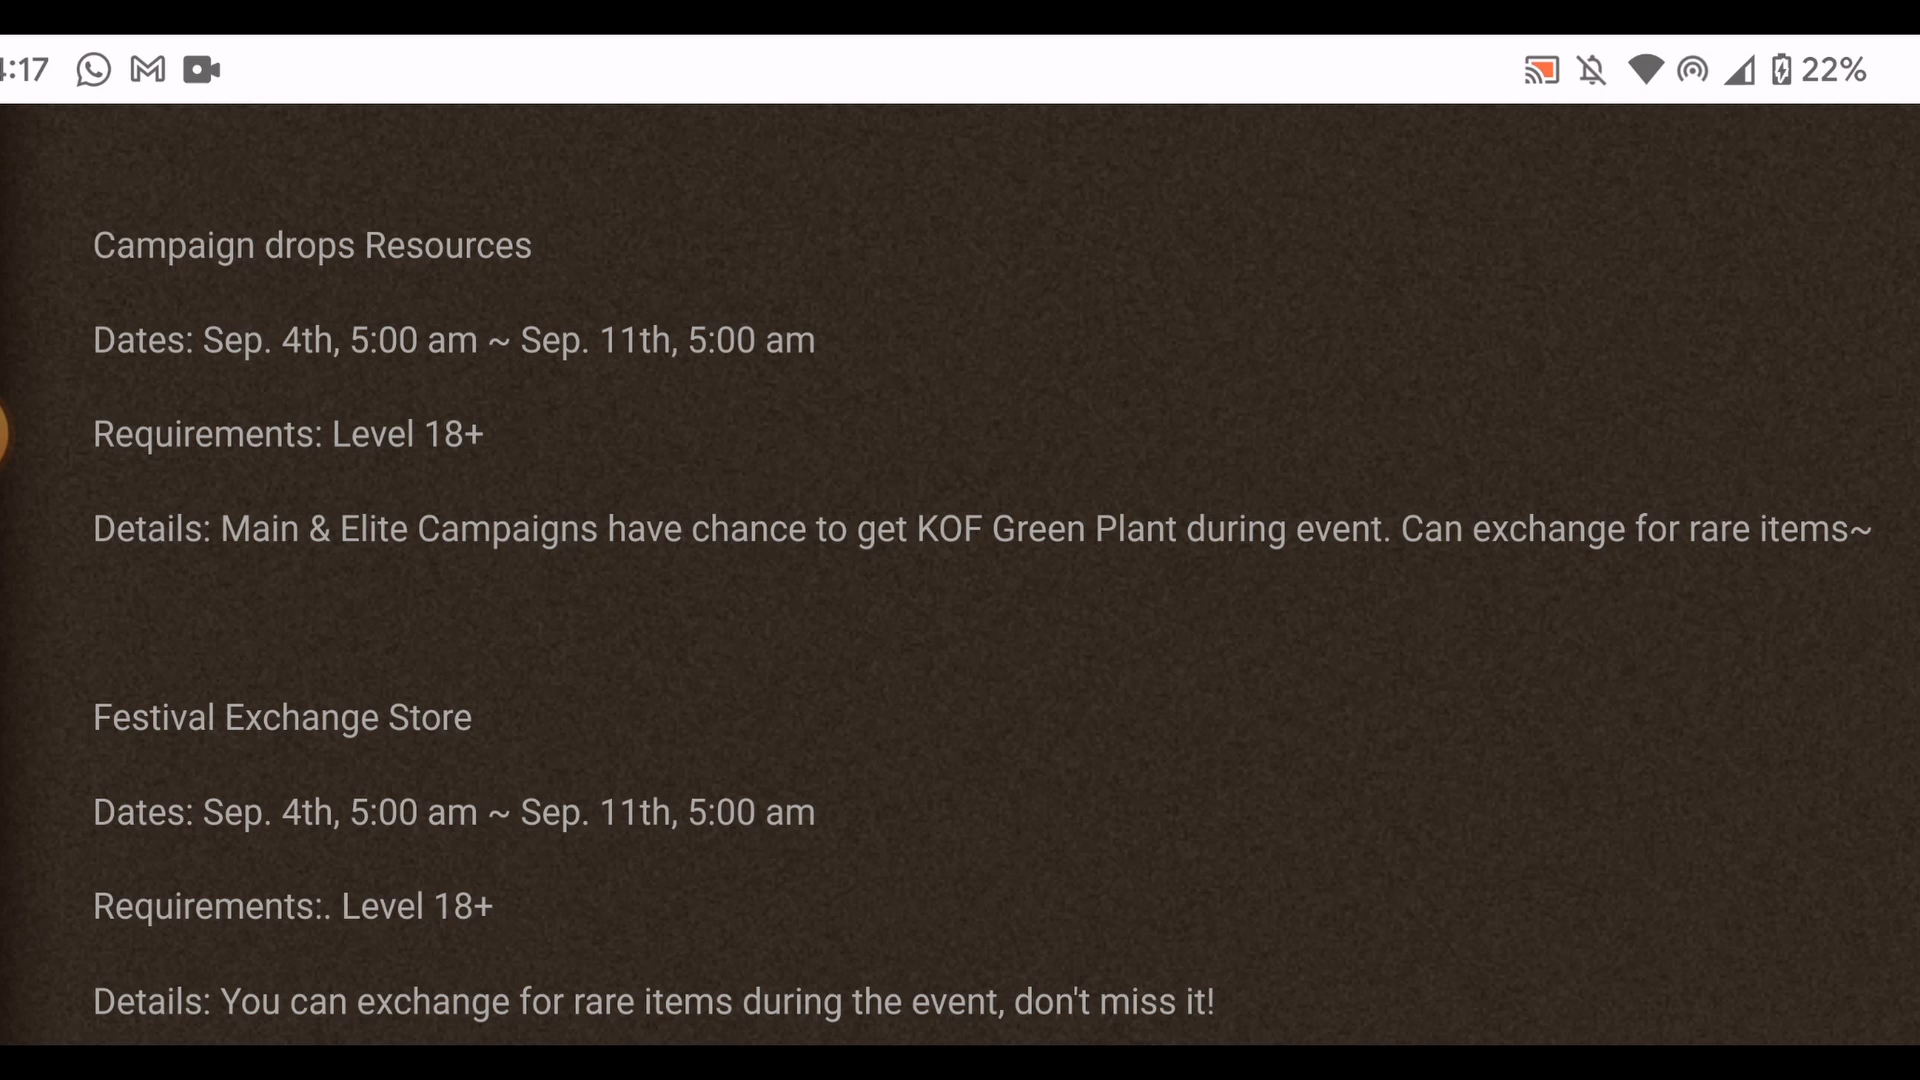 :17
22%
Campaign drops Resources
Dates: Sep. 4th, 5:00 am ~ Sep. 11th, 5:00 am
Requirements: Level 18+
Details: Main & Elite Campaigns have chance to get KOF Green Plant during event. Can exchange for rare items~
Festival Exchange Store
Dates: Sep. 4th, 5:00 am ~ Sep. 11th, 5:00 am
Requirements:. Level 18+
Details: You can exchange for rare items during the event, don't miss it!